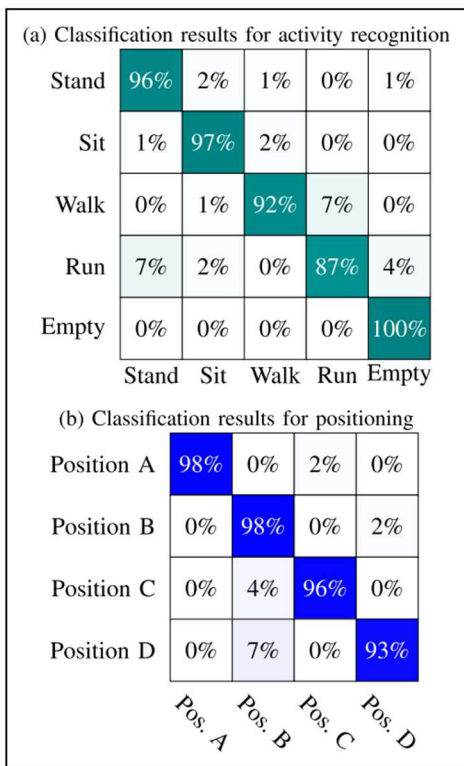 (a) Classification results for activity recognition
Stand 96% 2% 1% 0% 1%
Sit 1% 97% 2% 0% 0%
Walk 0% 1% 92% 7% 0%
Run 7% 2% 0% 87% 4%
Empty 0% 0% 0% 0% 100%
Stand Sit Walk Run Empty
(b) Classification results for positioning
Position A 98% 0% 2% 0%
Position B 0% 98% 0% 2%
Position C 0% 4% 96% 0%
Position D 0% 7% 0% 93%
Pos. A Pos. B Pos. C Pos. D